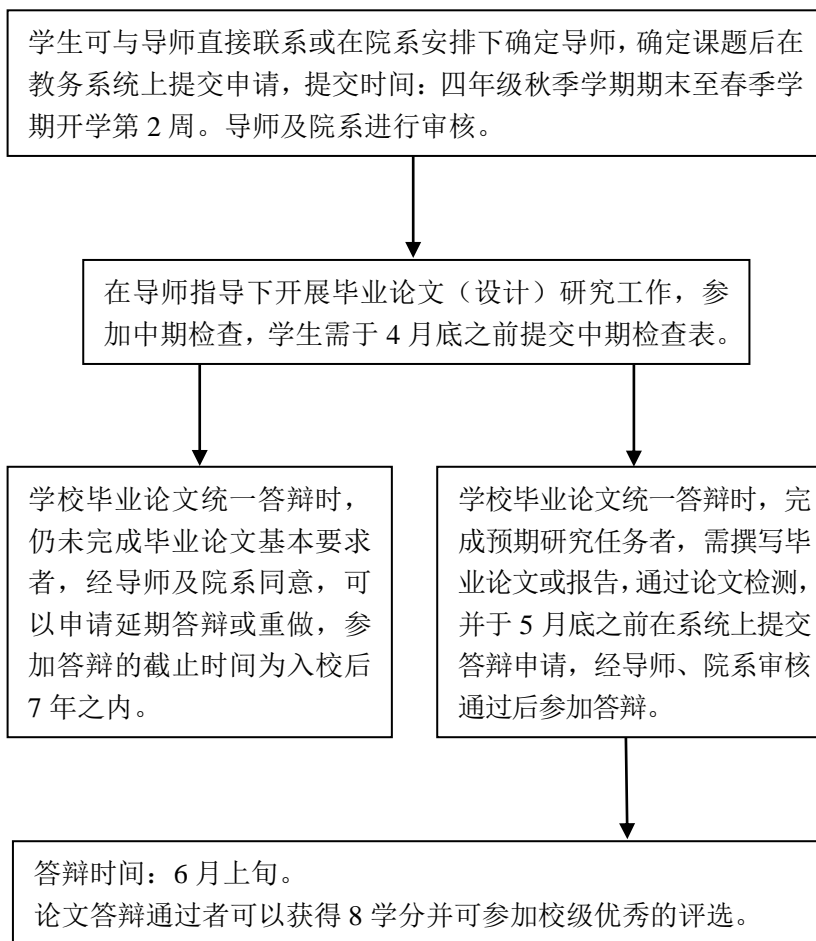 学生可与导师直接联系或在院系安排下确定导师，确定课题后在
教务系统上提交申请，提交时间：四年级秋季学期期末至春季学
期开学第 2 周。导师及院系进行审核。
在导师指导下开展毕业论文（设计）研究工作，参
加中期检查，学生需于 4 月底之前提交中期检查表。
学校毕业论文统一答辩时，
仍未完成毕业论文基本要求
者，经导师及院系同意，可
以申请延期答辩或重做，参
加答辩的截止时间为入校后
7 年之内。
学校毕业论文统一答辩时，完
成预期研究任务者，需撰写毕
业论文或报告，通过论文检测，
并于 5 月底之前在系统上提交
答辩申请，经导师、院系审核
通过后参加答辩。
答辩时间：6 月上旬。
论文答辩通过者可以获得 8 学分并可参加校级优秀的评选。